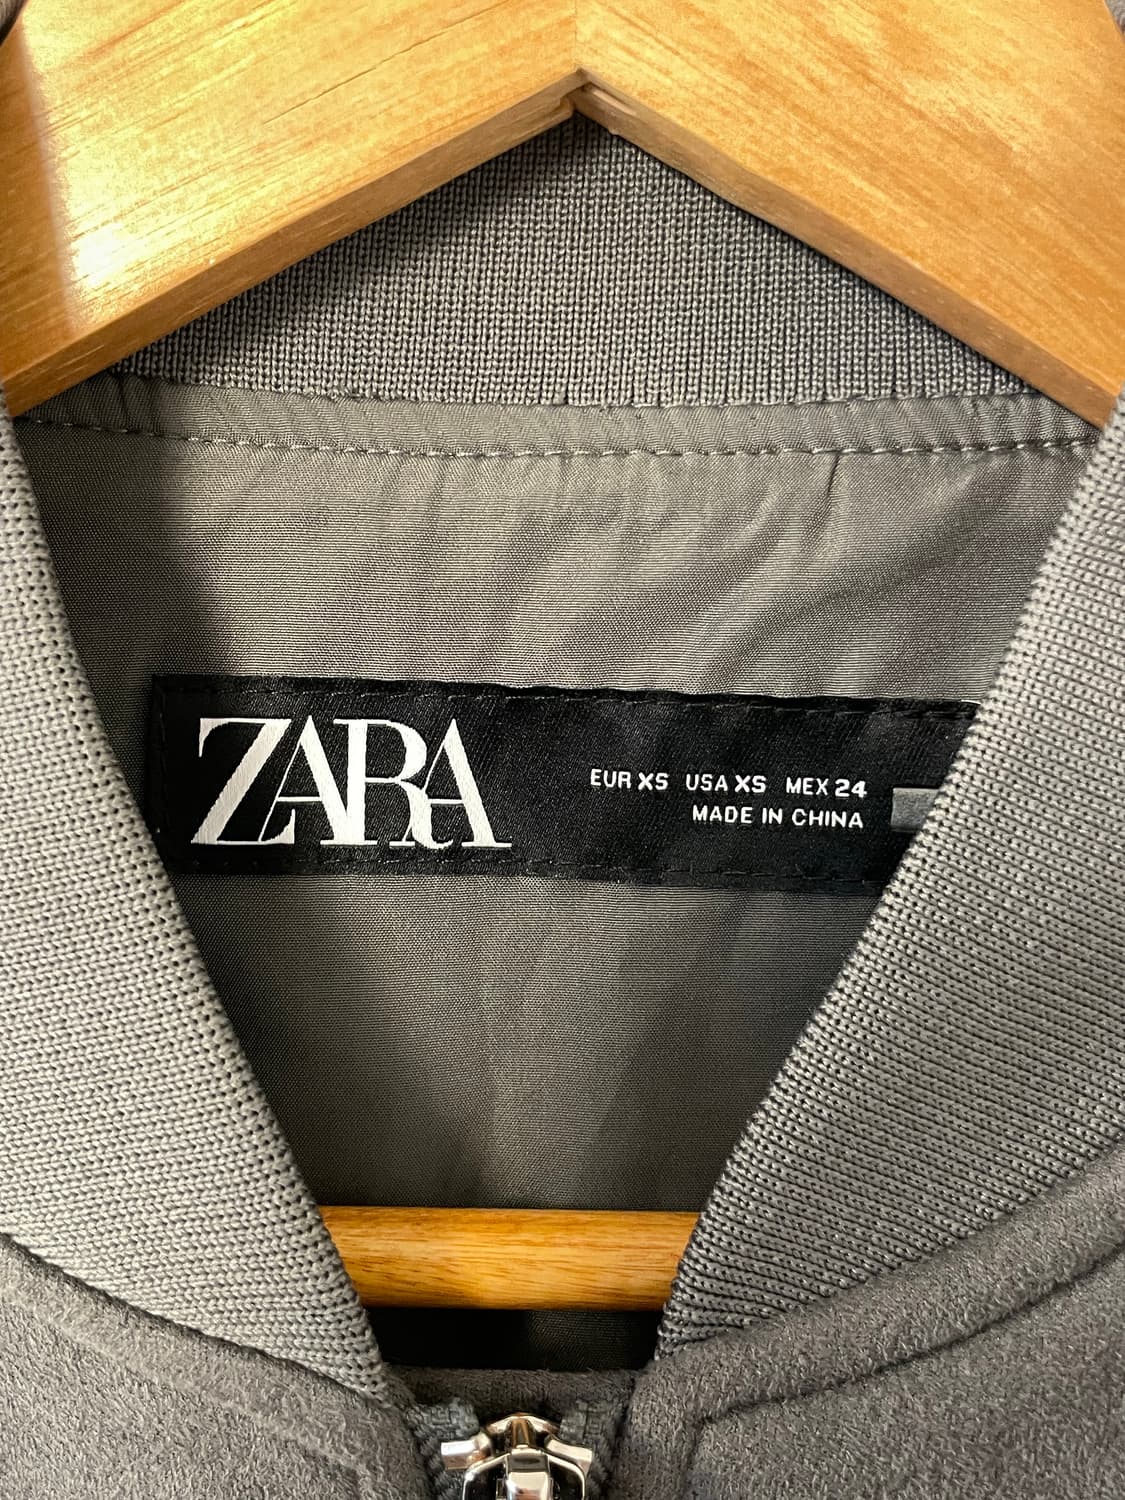 ZARA
EUR XS USA XS MEX 24
MADE IN CHINA